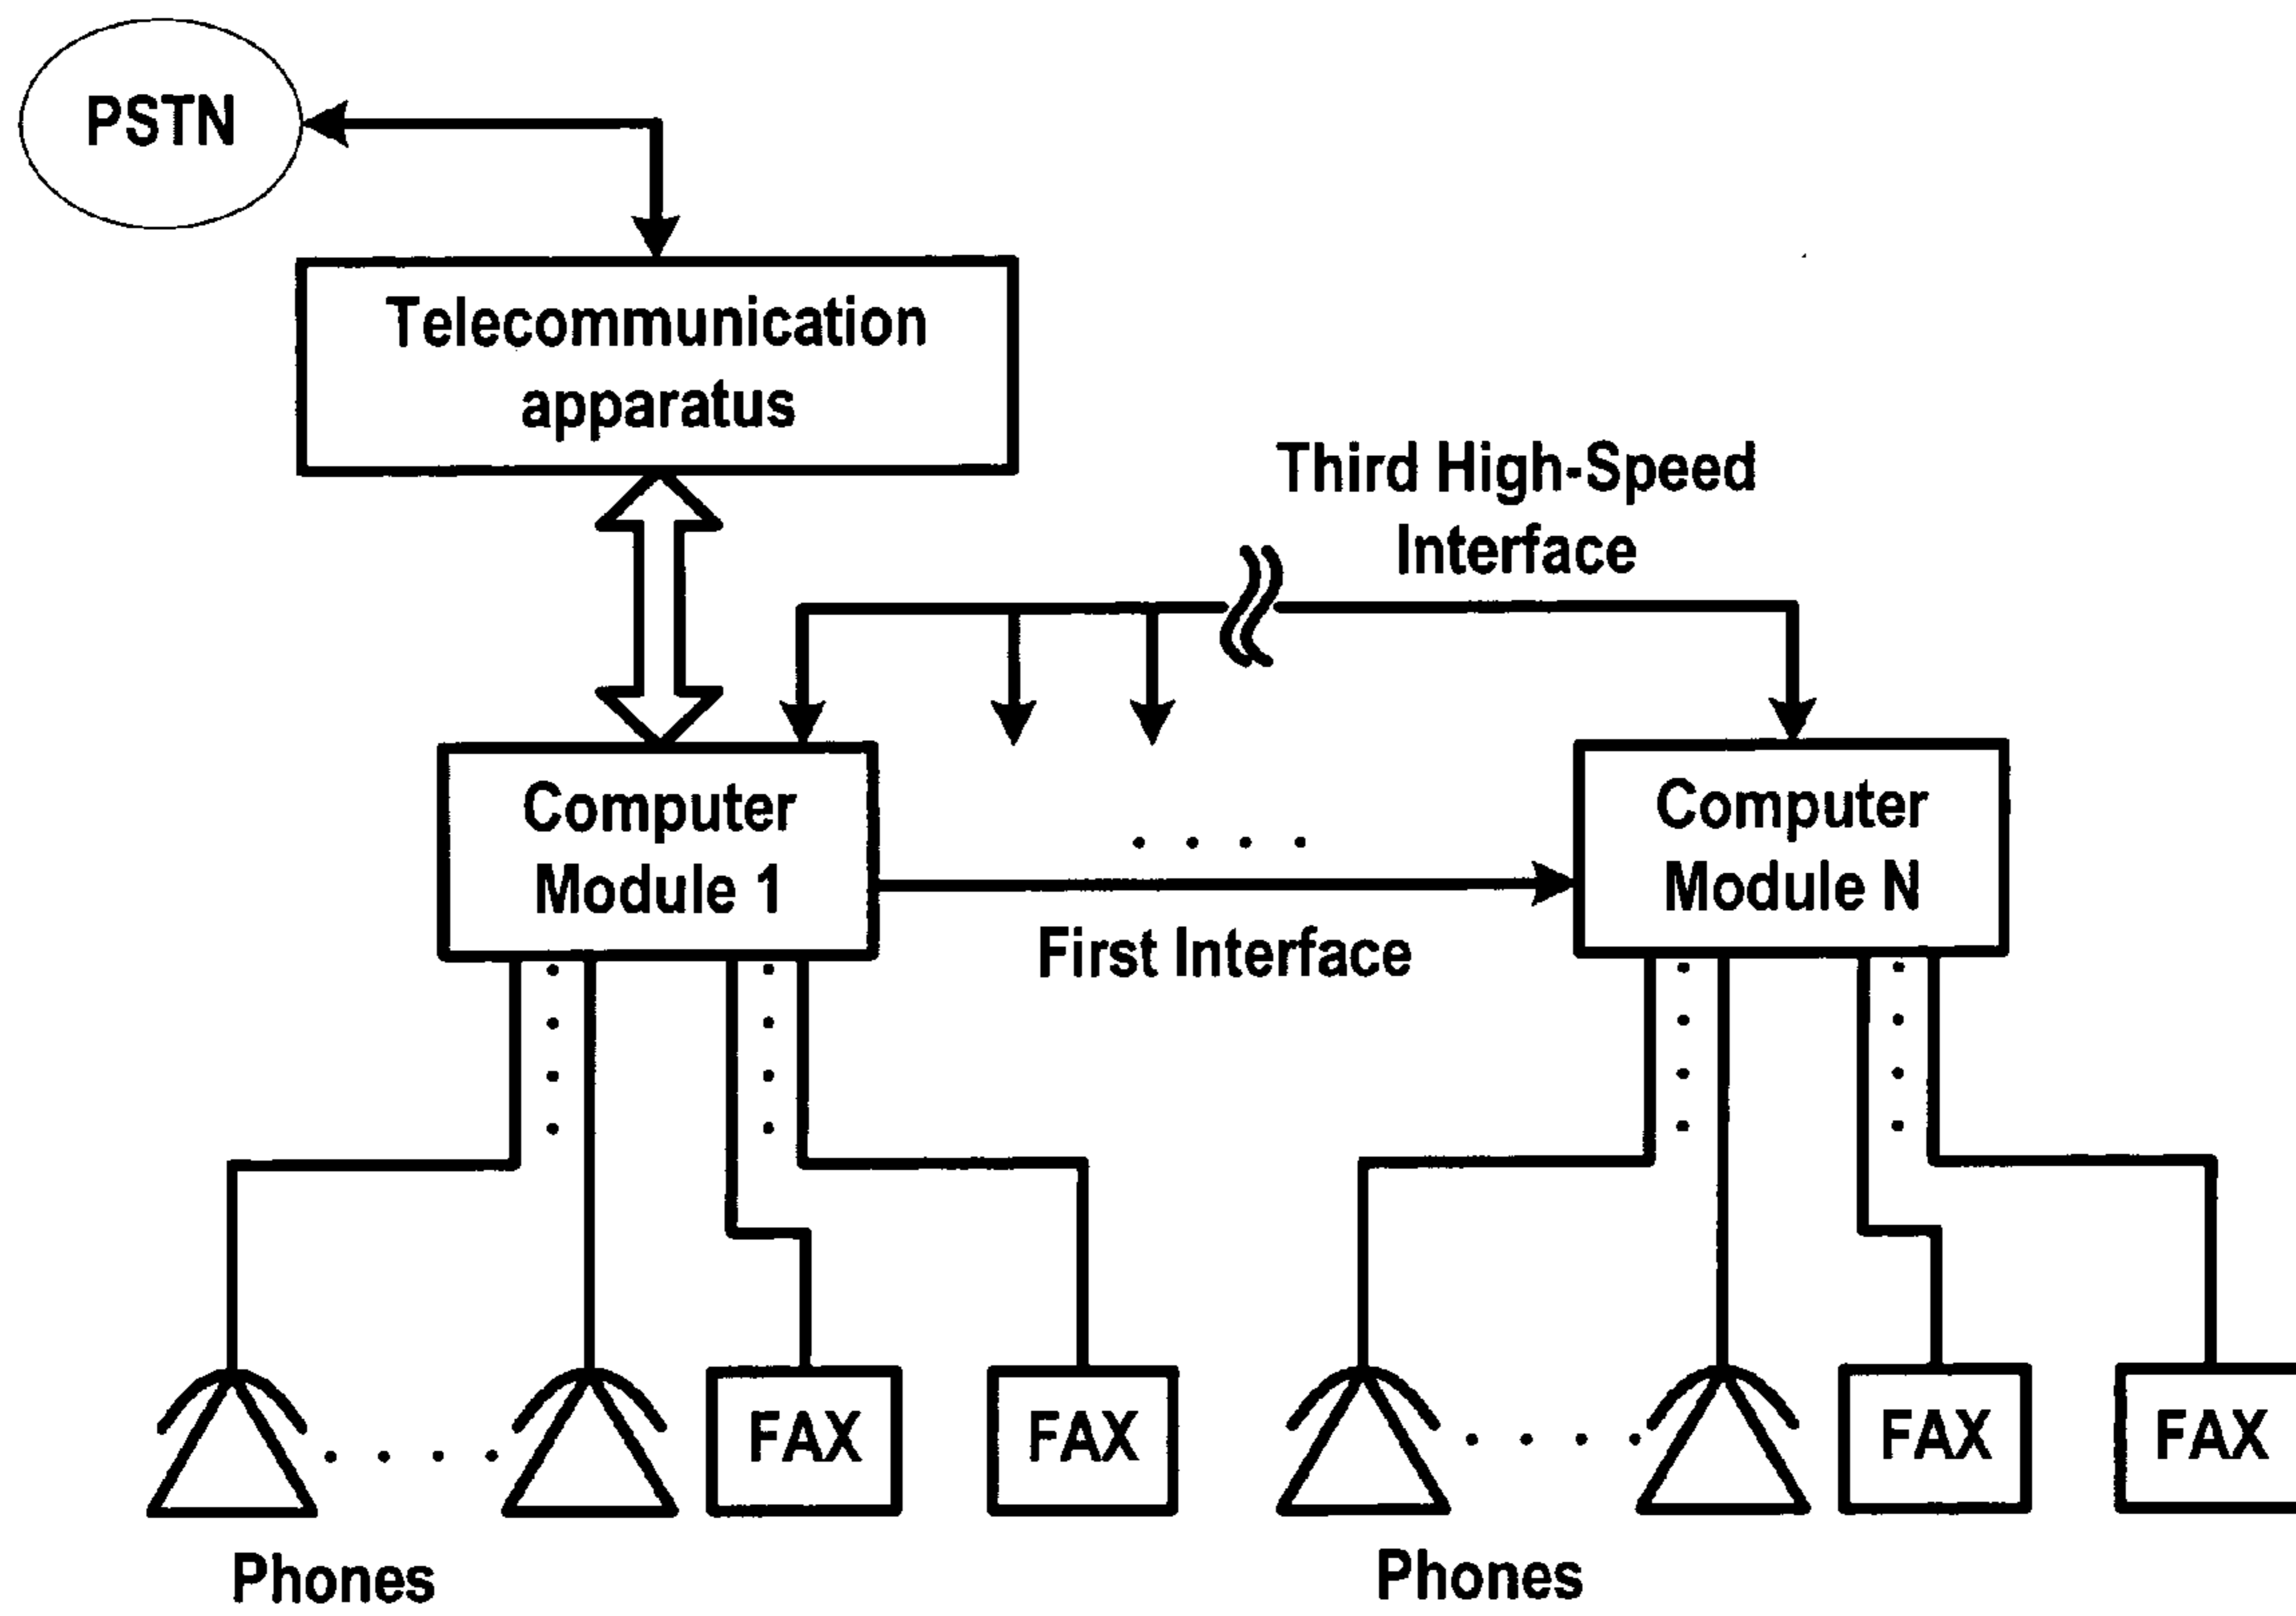 PSTN
Telecommunication
apparatus
Third High-Speed
Interface
Computer
Module 1
Computer
Module N
First Interface
FAX
FAX
FAX
FAX
Phones
Phones